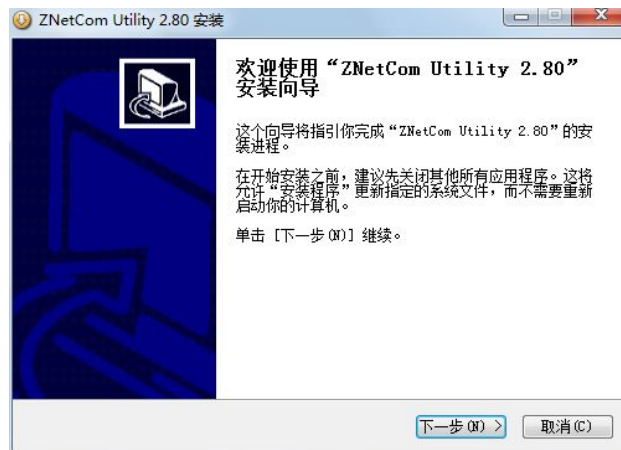 ZNetCom Utility 2.80 安装
欢迎使用“ZNetCom Utility 2.80”
安装向导
这个向导将指引你完成“ZNetCom Utility 2.80”的安
装进程。
在开始安装之前，建议先关闭其他所有应用程序。这将
允许“安装程序”更新指定的系统文件，而不需要重新
启动你的计算机。
单击 [下一步(N)] 继续。
下一步(N) >
取消(C)